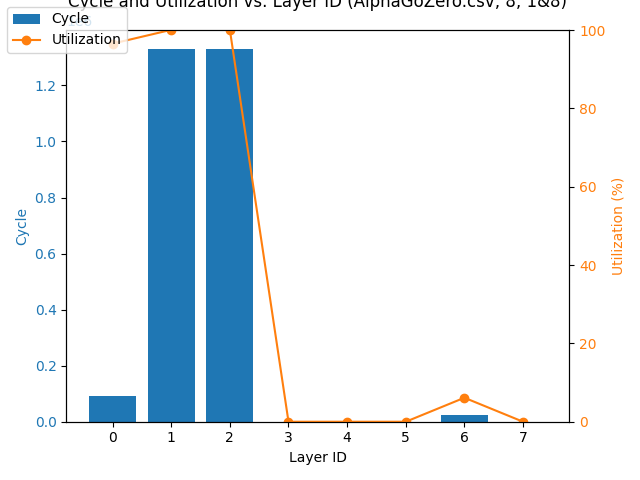 Cycle and Utilization vs. Layer ID (AlphaGoZero.csv, 8, 1&8)
Cycle
Utilization
100
80
60
40
20
0
1.2
1.0
0.8
0.6
0.4
0.2
0.0
Cycle
Utilization (%)
0 1 2 3 4 5 6 7
Layer ID